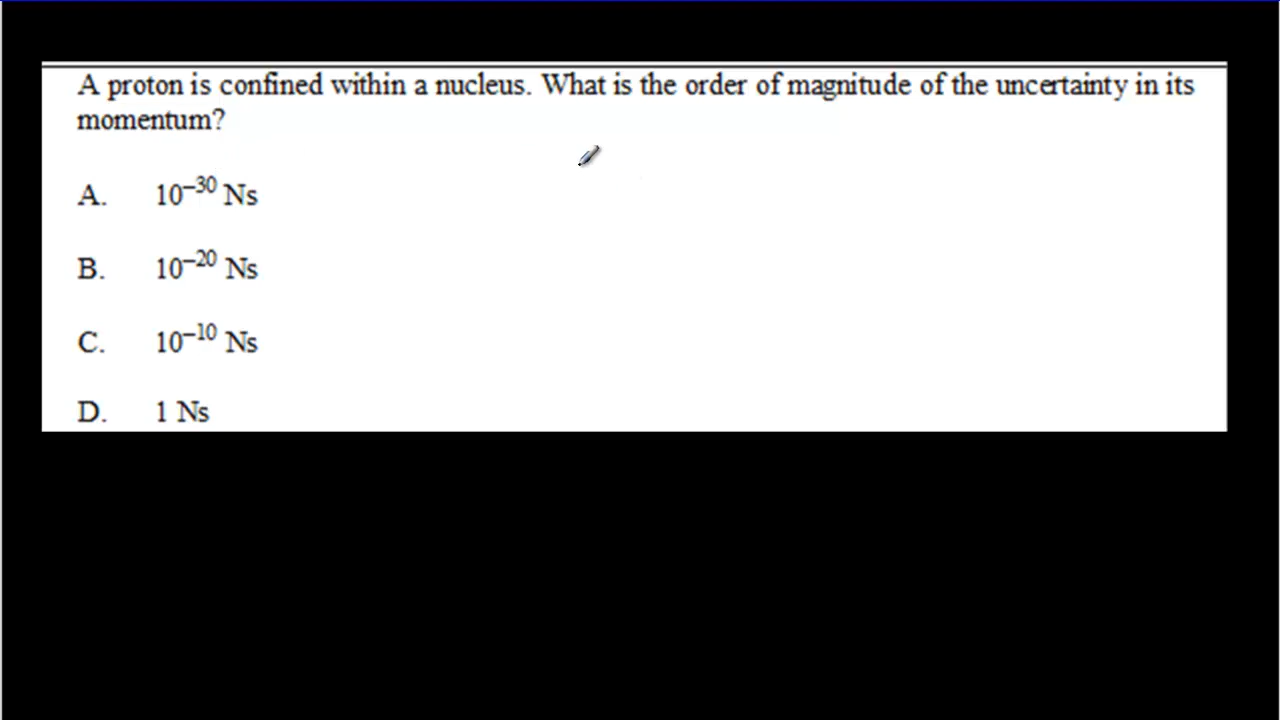 A proton is confined within a nucleus. What is the order of magnitude of the uncertainty in its
momentum?
A. 10⁻³⁰ Ns
B. 10⁻²⁰ Ns
C. 10⁻¹⁰ Ns
D. 1 Ns